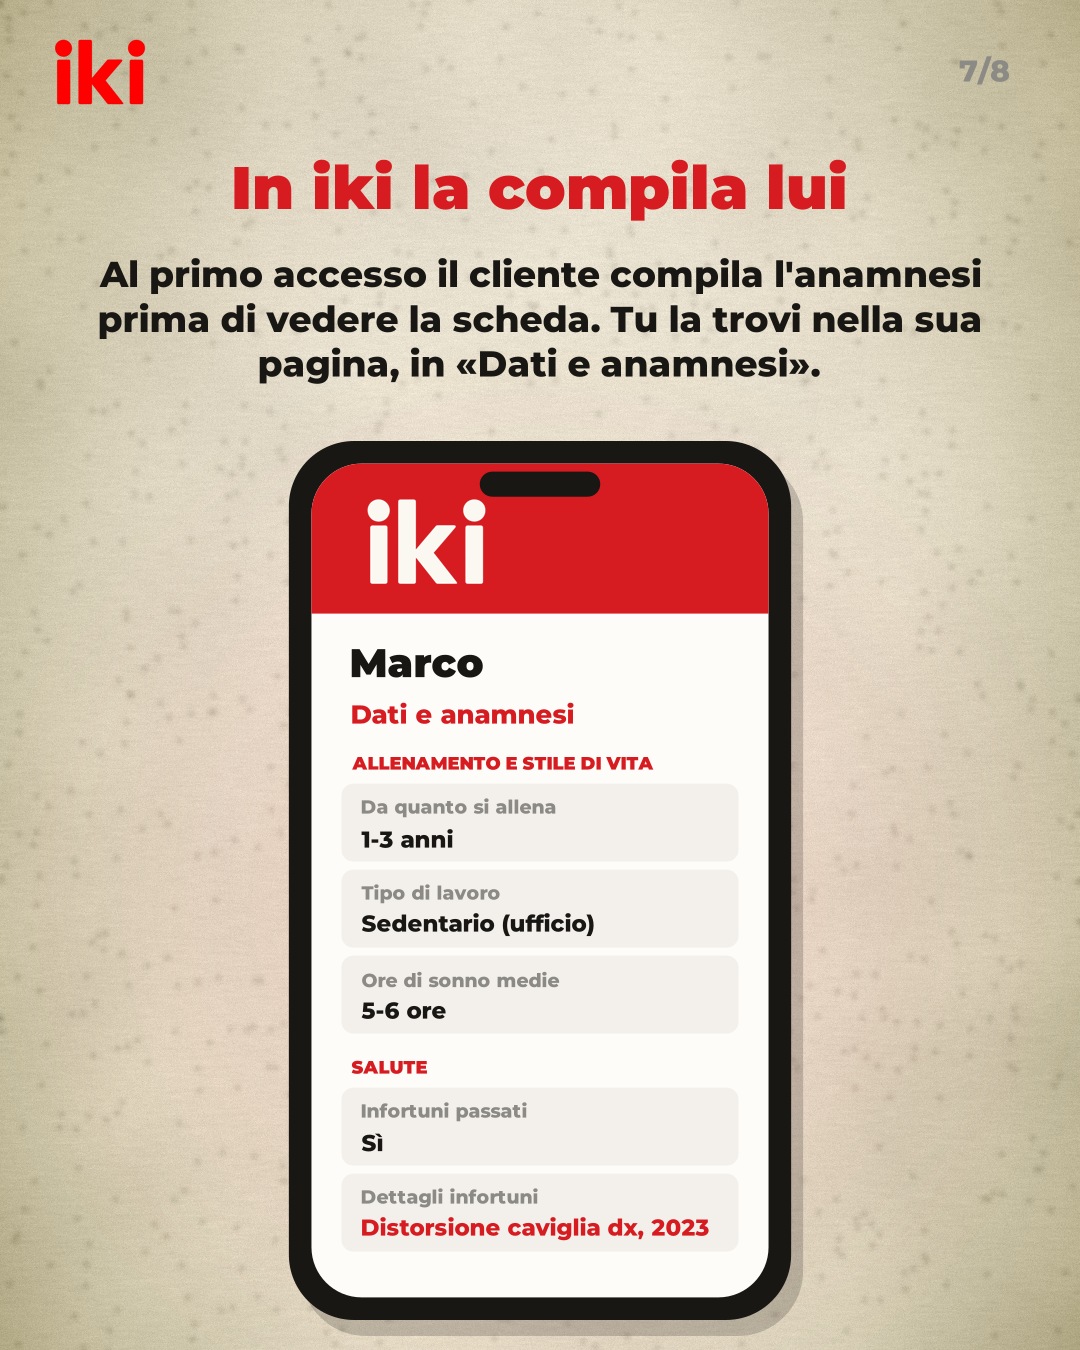 iki
7/8
In iki la compila lui
Al primo accesso il cliente compila l'anamnesi
prima di vedere la scheda. Tu la trovi nella sua
pagina, in «Dati e anamnesi».
iki
Marco
Dati e anamnesi
ALLENAMENTO E STILE DI VITA
Da quanto si allena
1-3 anni
Tipo di lavoro
Sedentario (ufficio)
Ore di sonno medie
5-6 ore
SALUTE
Infortuni passati
Sì
Dettagli infortuni
Distorsione caviglia dx, 2023